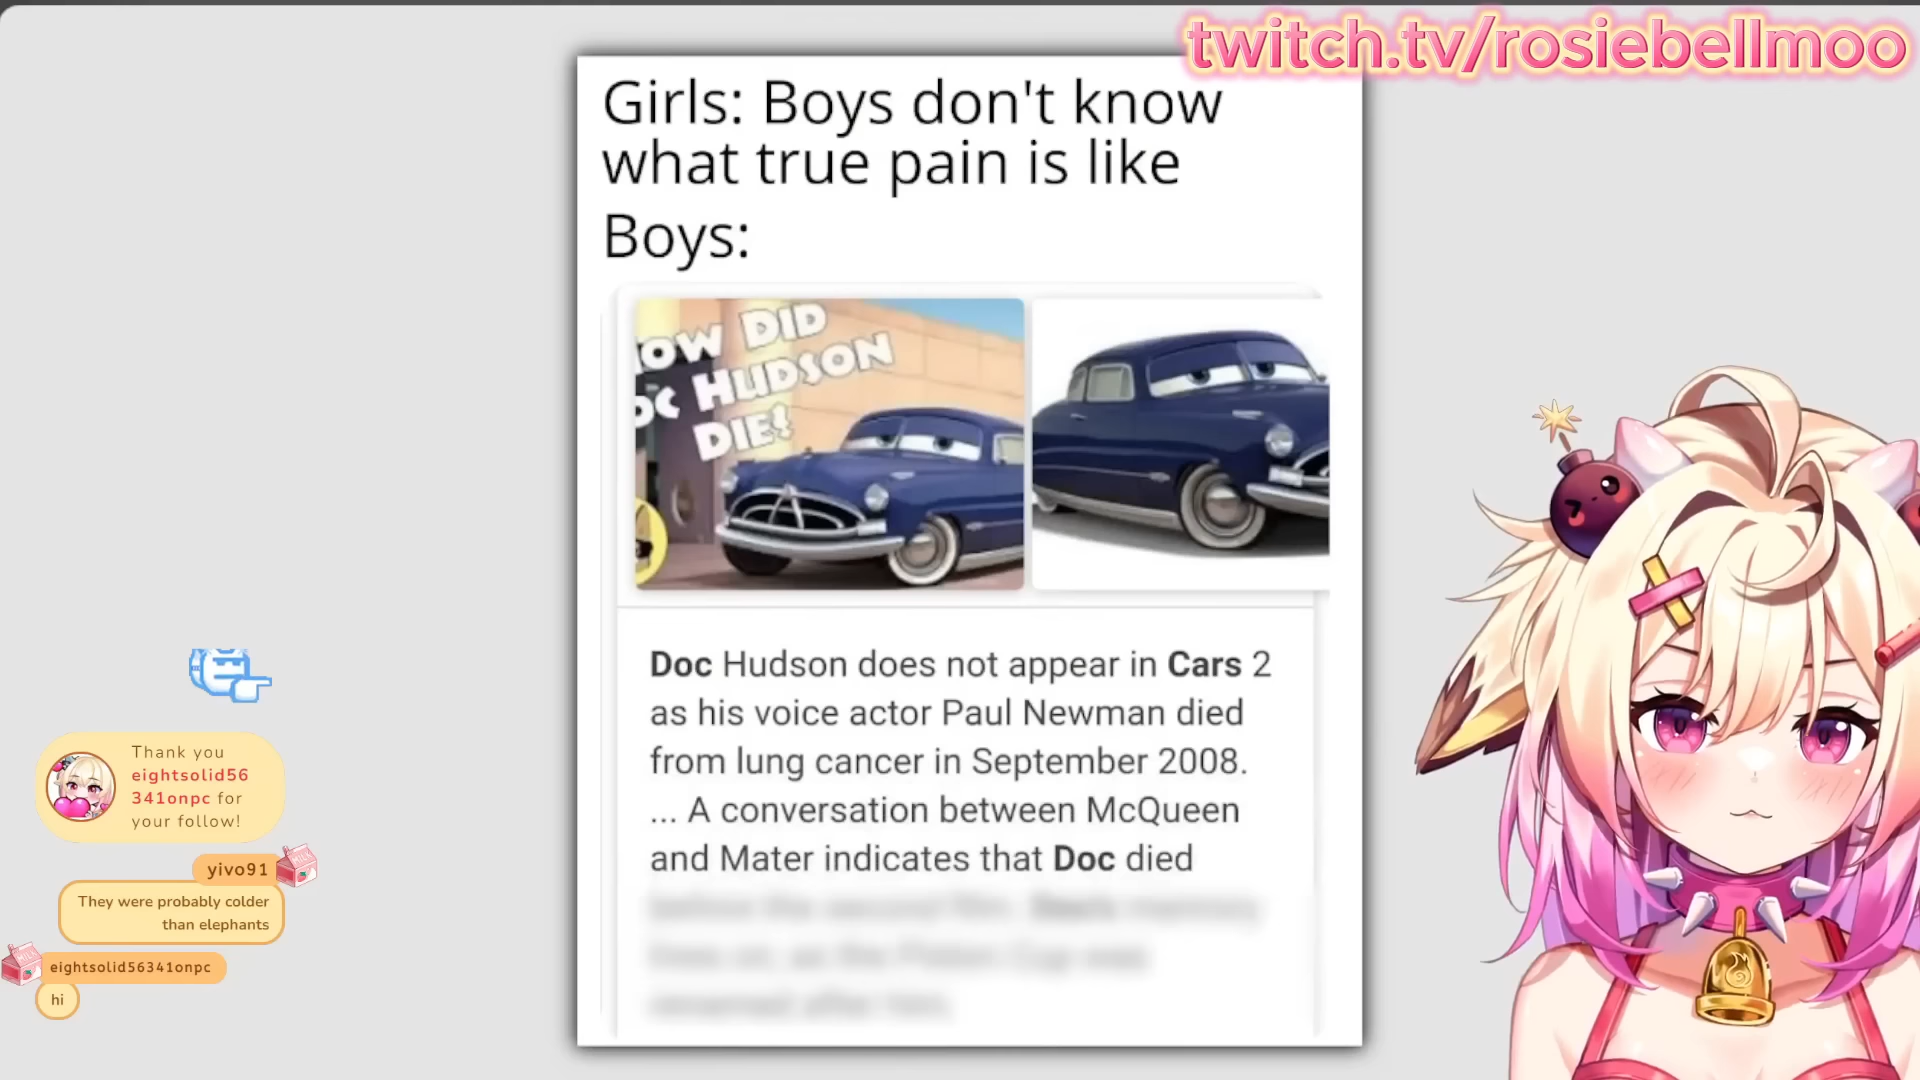 twitch.tv/rosiebellmoo
Girls: Boys don't know
what true pain is like
Boys:
HOW DID
DOC HUDSON
DIE?
Doc Hudson does not appear in Cars 2
as his voice actor Paul Newman died
from lung cancer in September 2008.
... A conversation between McQueen
and Mater indicates that Doc died
Thank you
eightsolid56
341onpc for
your follow!
yivo91
They were probably colder
than elephants
eightsolid56341onpc
hi